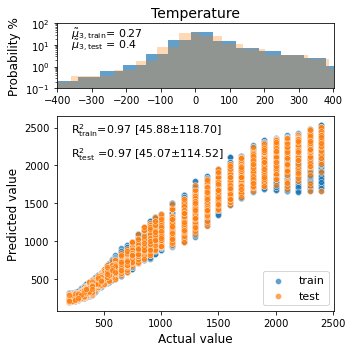 Temperature
Probability %
10²
10¹
10⁰
10⁻¹
μ̃₃,train= 0.27
μ̃₃,test = 0.4
−400 −300 −200 −100 0 100 200 300 400
Predicted value
2500
2000
1500
1000
500
R²train=0.97 [45.88±118.70]
R²test =0.97 [45.07±114.52]
train
test
500 1000 1500 2000 2500
Actual value